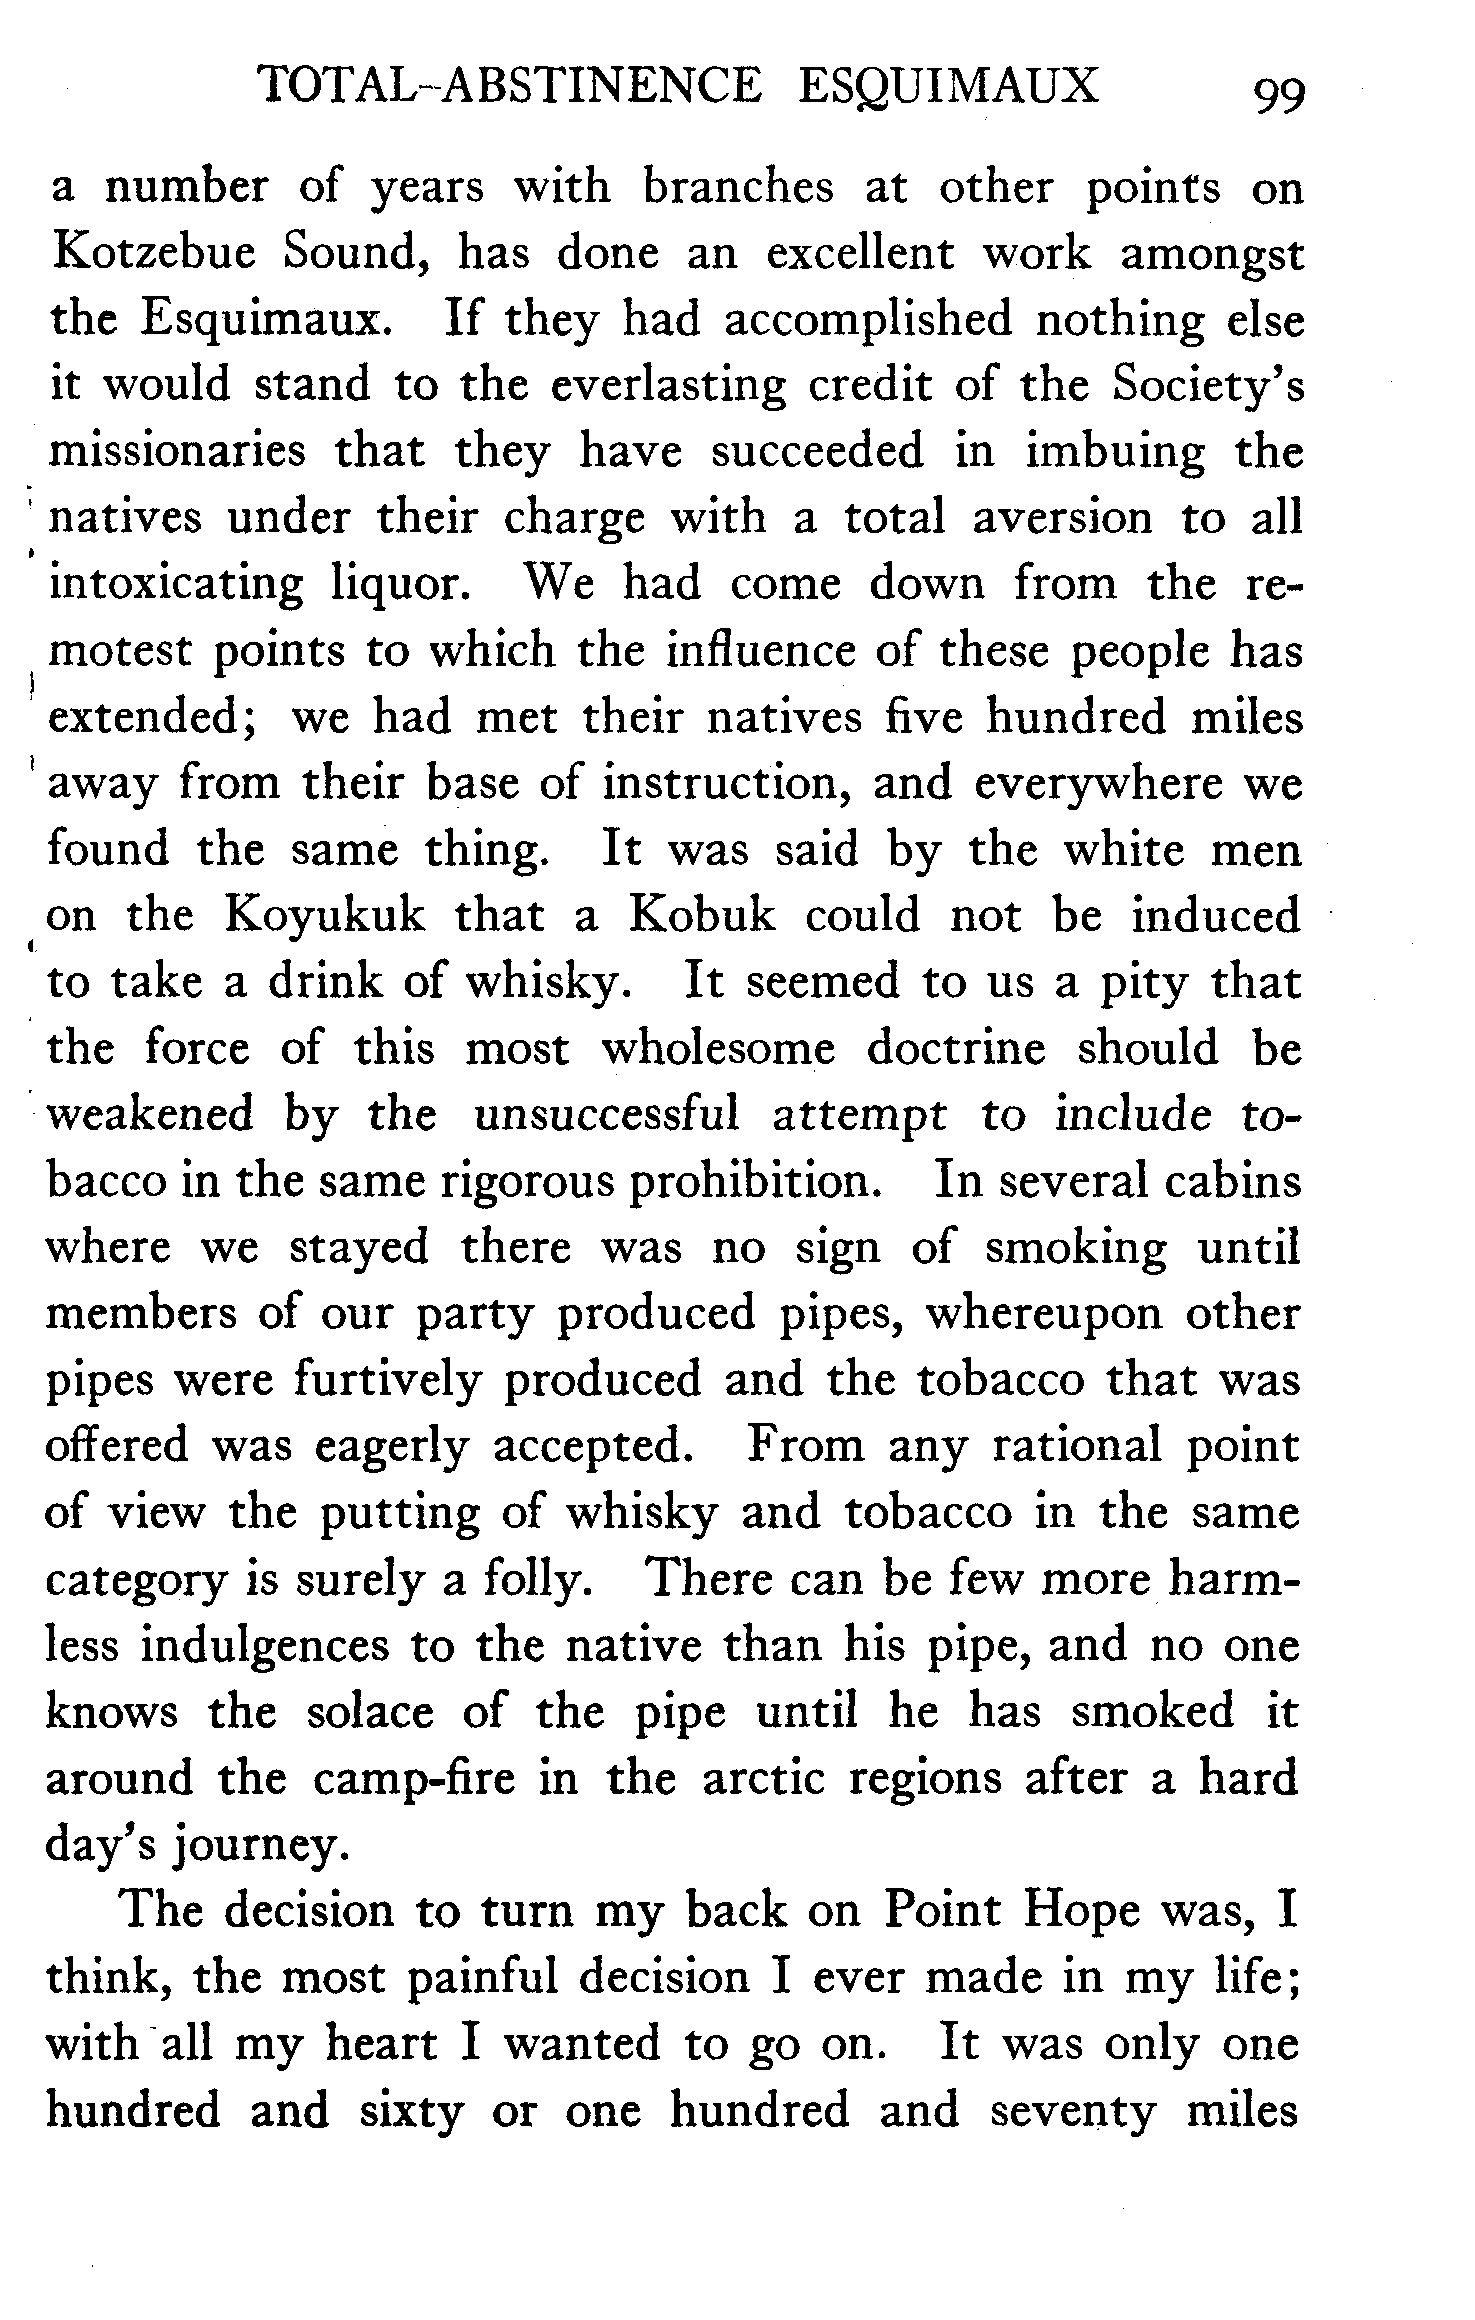 TOTAL-ABSTINENCE ESQUIMAUX 99
a number of years with branches at other points on
Kotzebue Sound, has done an excellent work amongst
the Esquimaux. If they had accomplished nothing else
it would stand to the everlasting credit of the Society's
missionaries that they have succeeded in imbuing the
natives under their charge with a total aversion to all
intoxicating liquor. We had come down from the re-
motest points to which the influence of these people has
extended; we had met their natives five hundred miles
away from their base of instruction, and everywhere we
found the same thing. It was said by the white men
on the Koyukuk that a Kobuk could not be induced
to take a drink of whisky. It seemed to us a pity that
the force of this most wholesome doctrine should be
weakened by the unsuccessful attempt to include to-
bacco in the same rigorous prohibition. In several cabins
where we stayed there was no sign of smoking until
members of our party produced pipes, whereupon other
pipes were furtively produced and the tobacco that was
offered was eagerly accepted. From any rational point
of view the putting of whisky and tobacco in the same
category is surely a folly. There can be few more harm-
less indulgences to the native than his pipe, and no one
knows the solace of the pipe until he has smoked it
around the camp-fire in the arctic regions after a hard
day's journey.
The decision to turn my back on Point Hope was, I
think, the most painful decision I ever made in my life;
with all my heart I wanted to go on. It was only one
hundred and sixty or one hundred and seventy miles